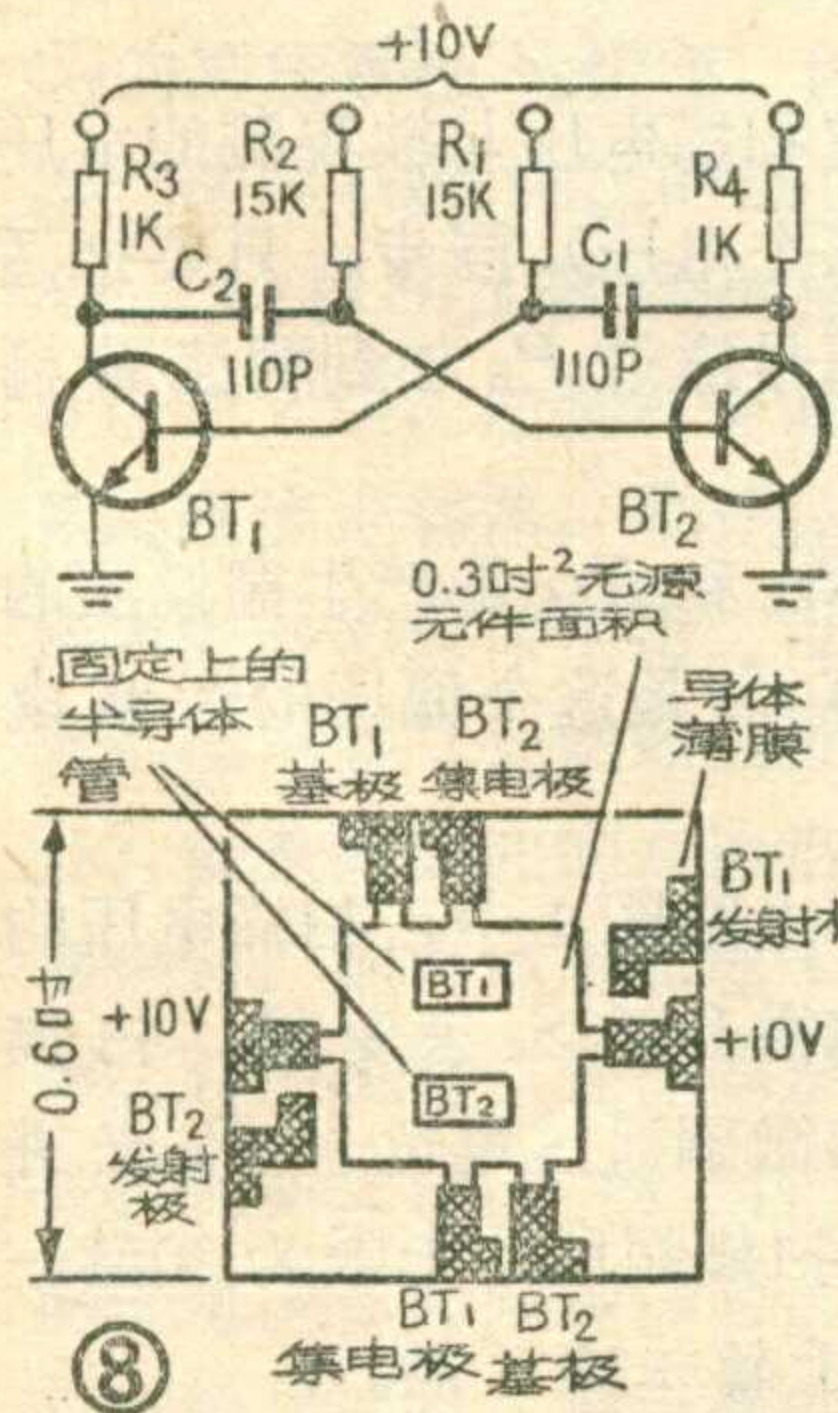 +10V
R3
1K
R2
15K
R1
15K
R4
1K
C2
110P
C1
110P
BT1
BT2
0.3吋²无源
元件面积
固定上的
半导体
管
BT1
基极
BT2
集电极
导体
薄膜
BT1
发射
0.6吋
+10V
BT1
BT2
+10V
BT2
发射
极
BT1
集电极
BT2
基极
⑧